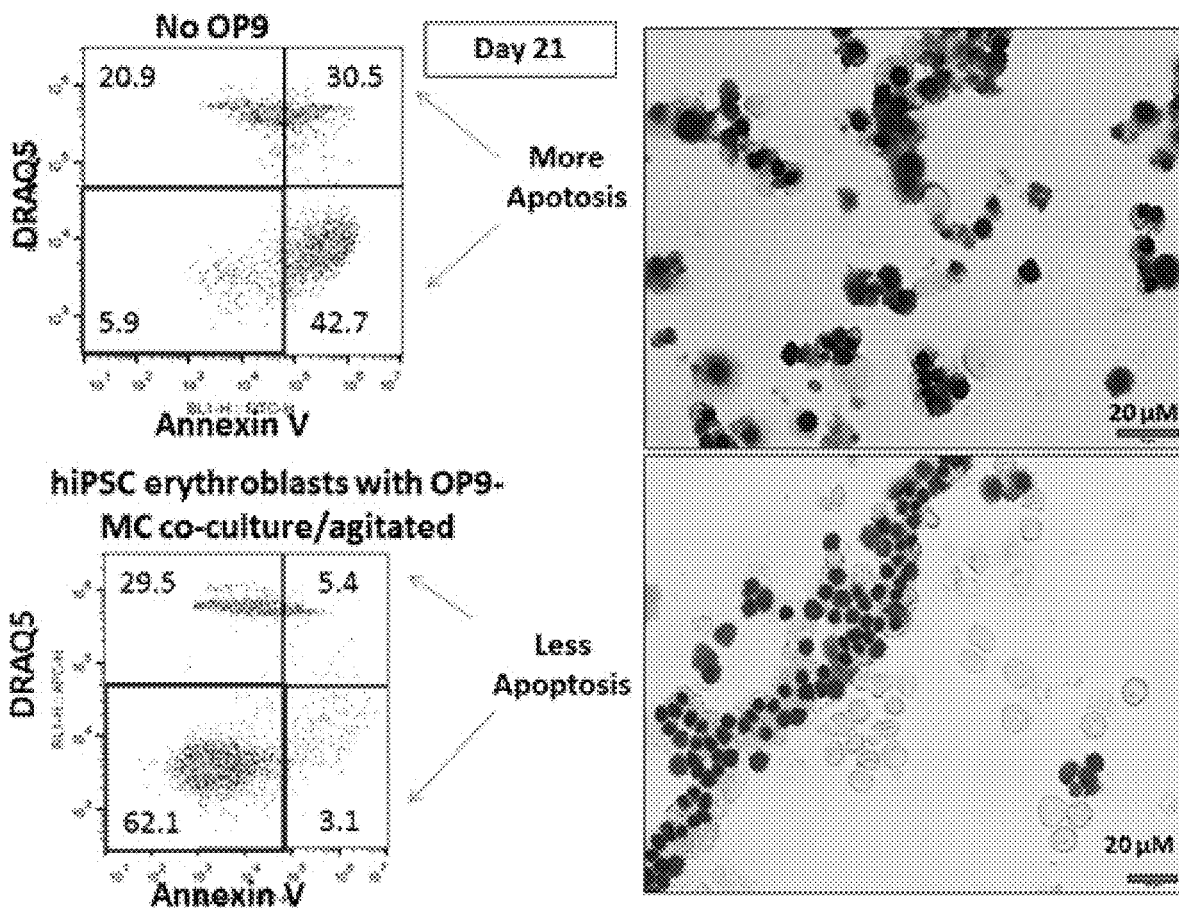 No OP9
Day 21
20.9
30.5
More
Apotosis
DRAQ5
5.9
42.7
Annexin V
20 µM
hiPSC erythroblasts with OP9-
MC co-culture/agitated
29.5
5.4
Less
Apoptosis
DRAQ5
62.1
3.1
Annexin V
20 µM